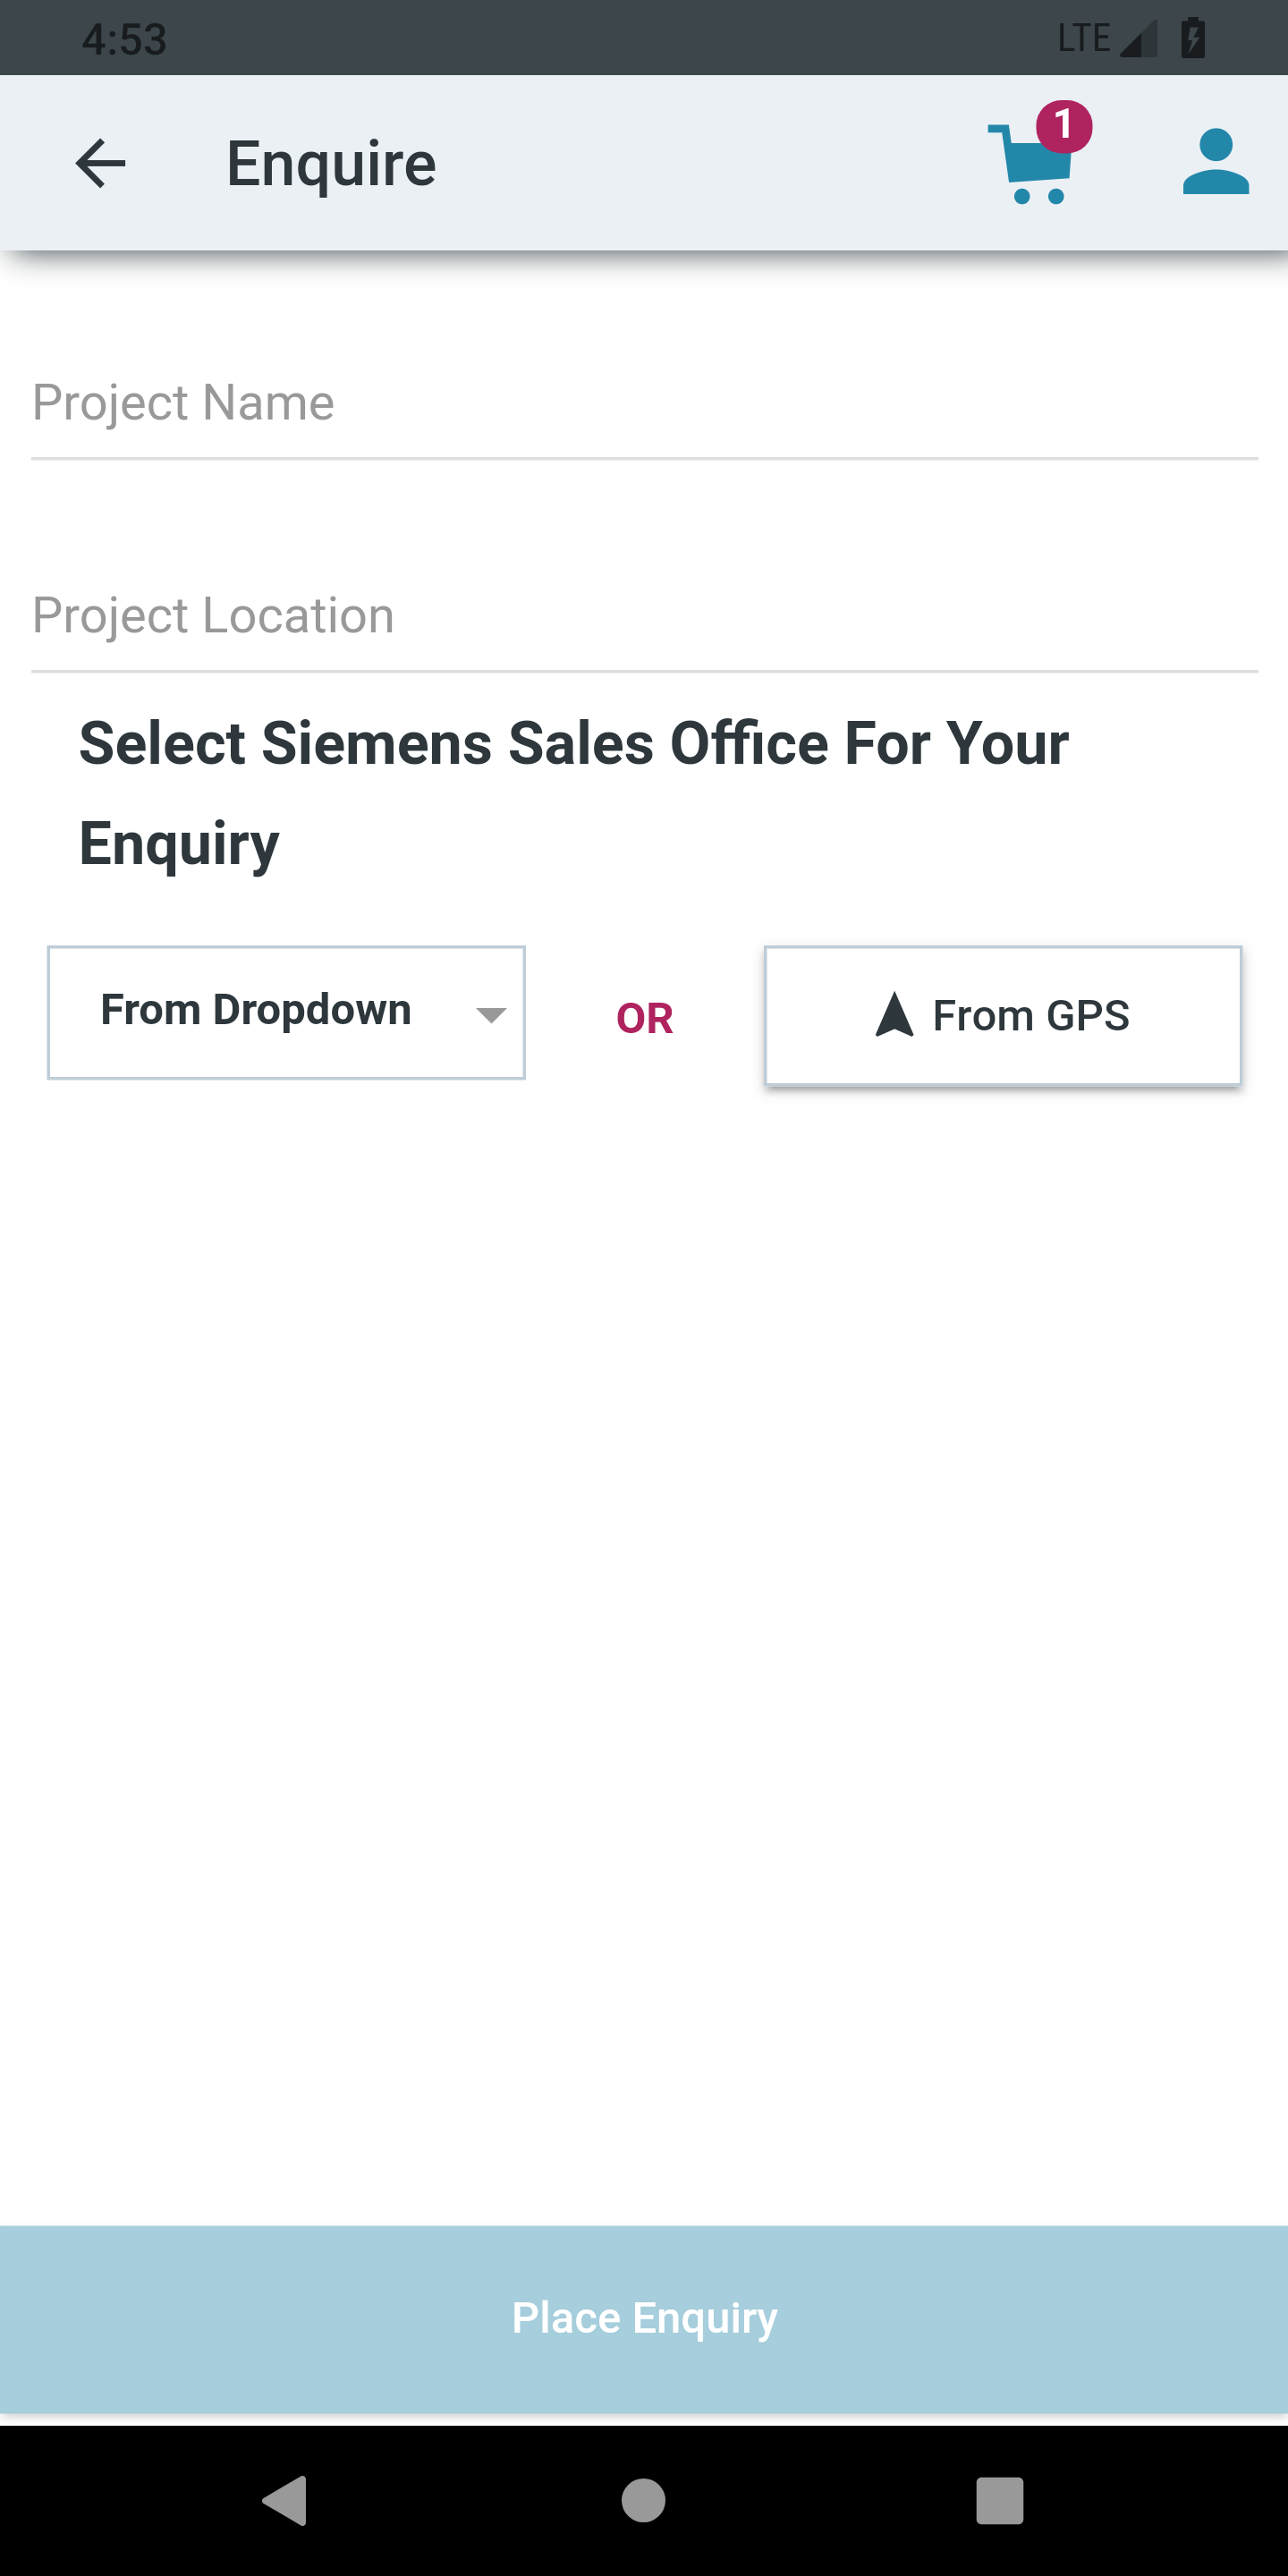 4:53
LTE
Enquire
1
Project Name
Project Location
Select Siemens Sales Office For Your
Enquiry
From Dropdown
OR
From GPS
Place Enquiry